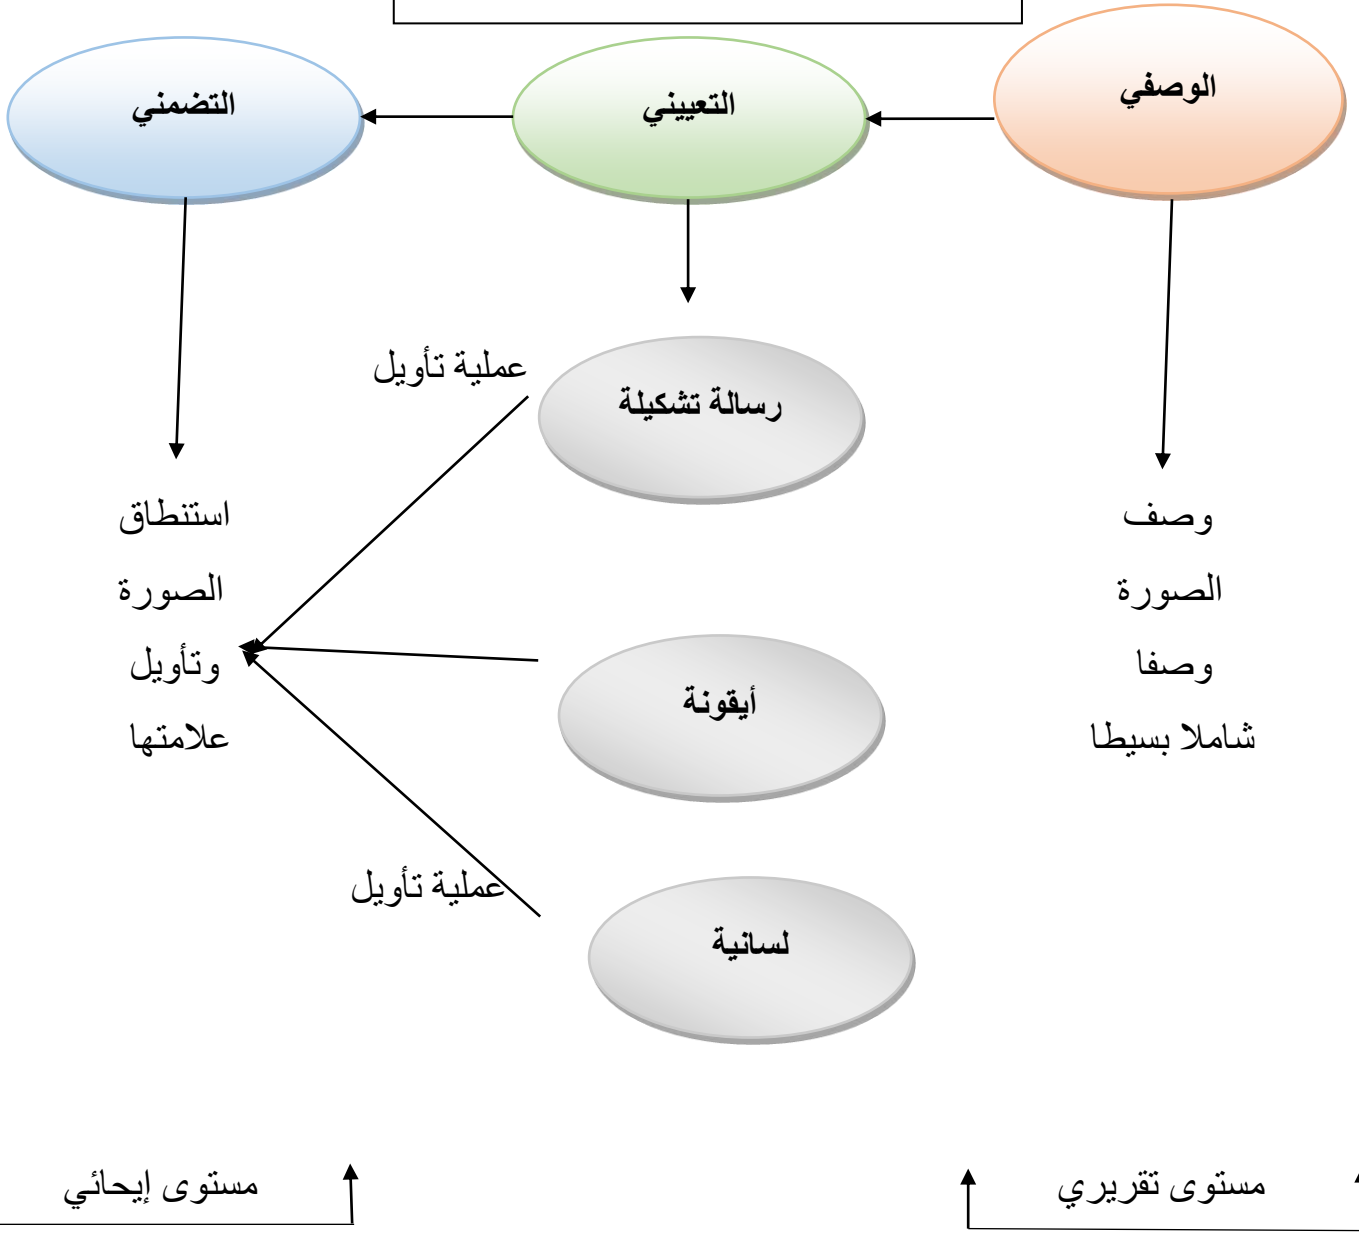 الوصفي
التعييني
التضمني
عملية تأويل
رسالة تشكيلة
وصف
الصورة
وصفا
شاملا بسيطا
أيقونة
استنطاق
الصورة
وتأويل
علامتها
عملية تأويل
لسانية
مستوى تقريري
مستوى إيحائي